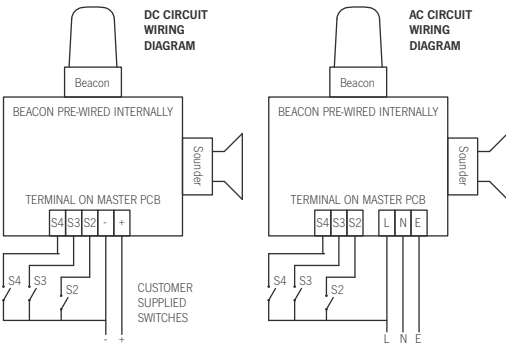 DC CIRCUIT
WIRING
DIAGRAM
Beacon
BEACON PRE-WIRED INTERNALLY
Sounder
TERMINAL ON MASTER PCB
S4 S3 S2 - +
S4 S3
S2
CUSTOMER
SUPPLIED
SWITCHES
- +
AC CIRCUIT
WIRING
DIAGRAM
Beacon
BEACON PRE-WIRED INTERNALLY
Sounder
TERMINAL ON MASTER PCB
S4 S3 S2 L N E
S4 S3
S2
L N E